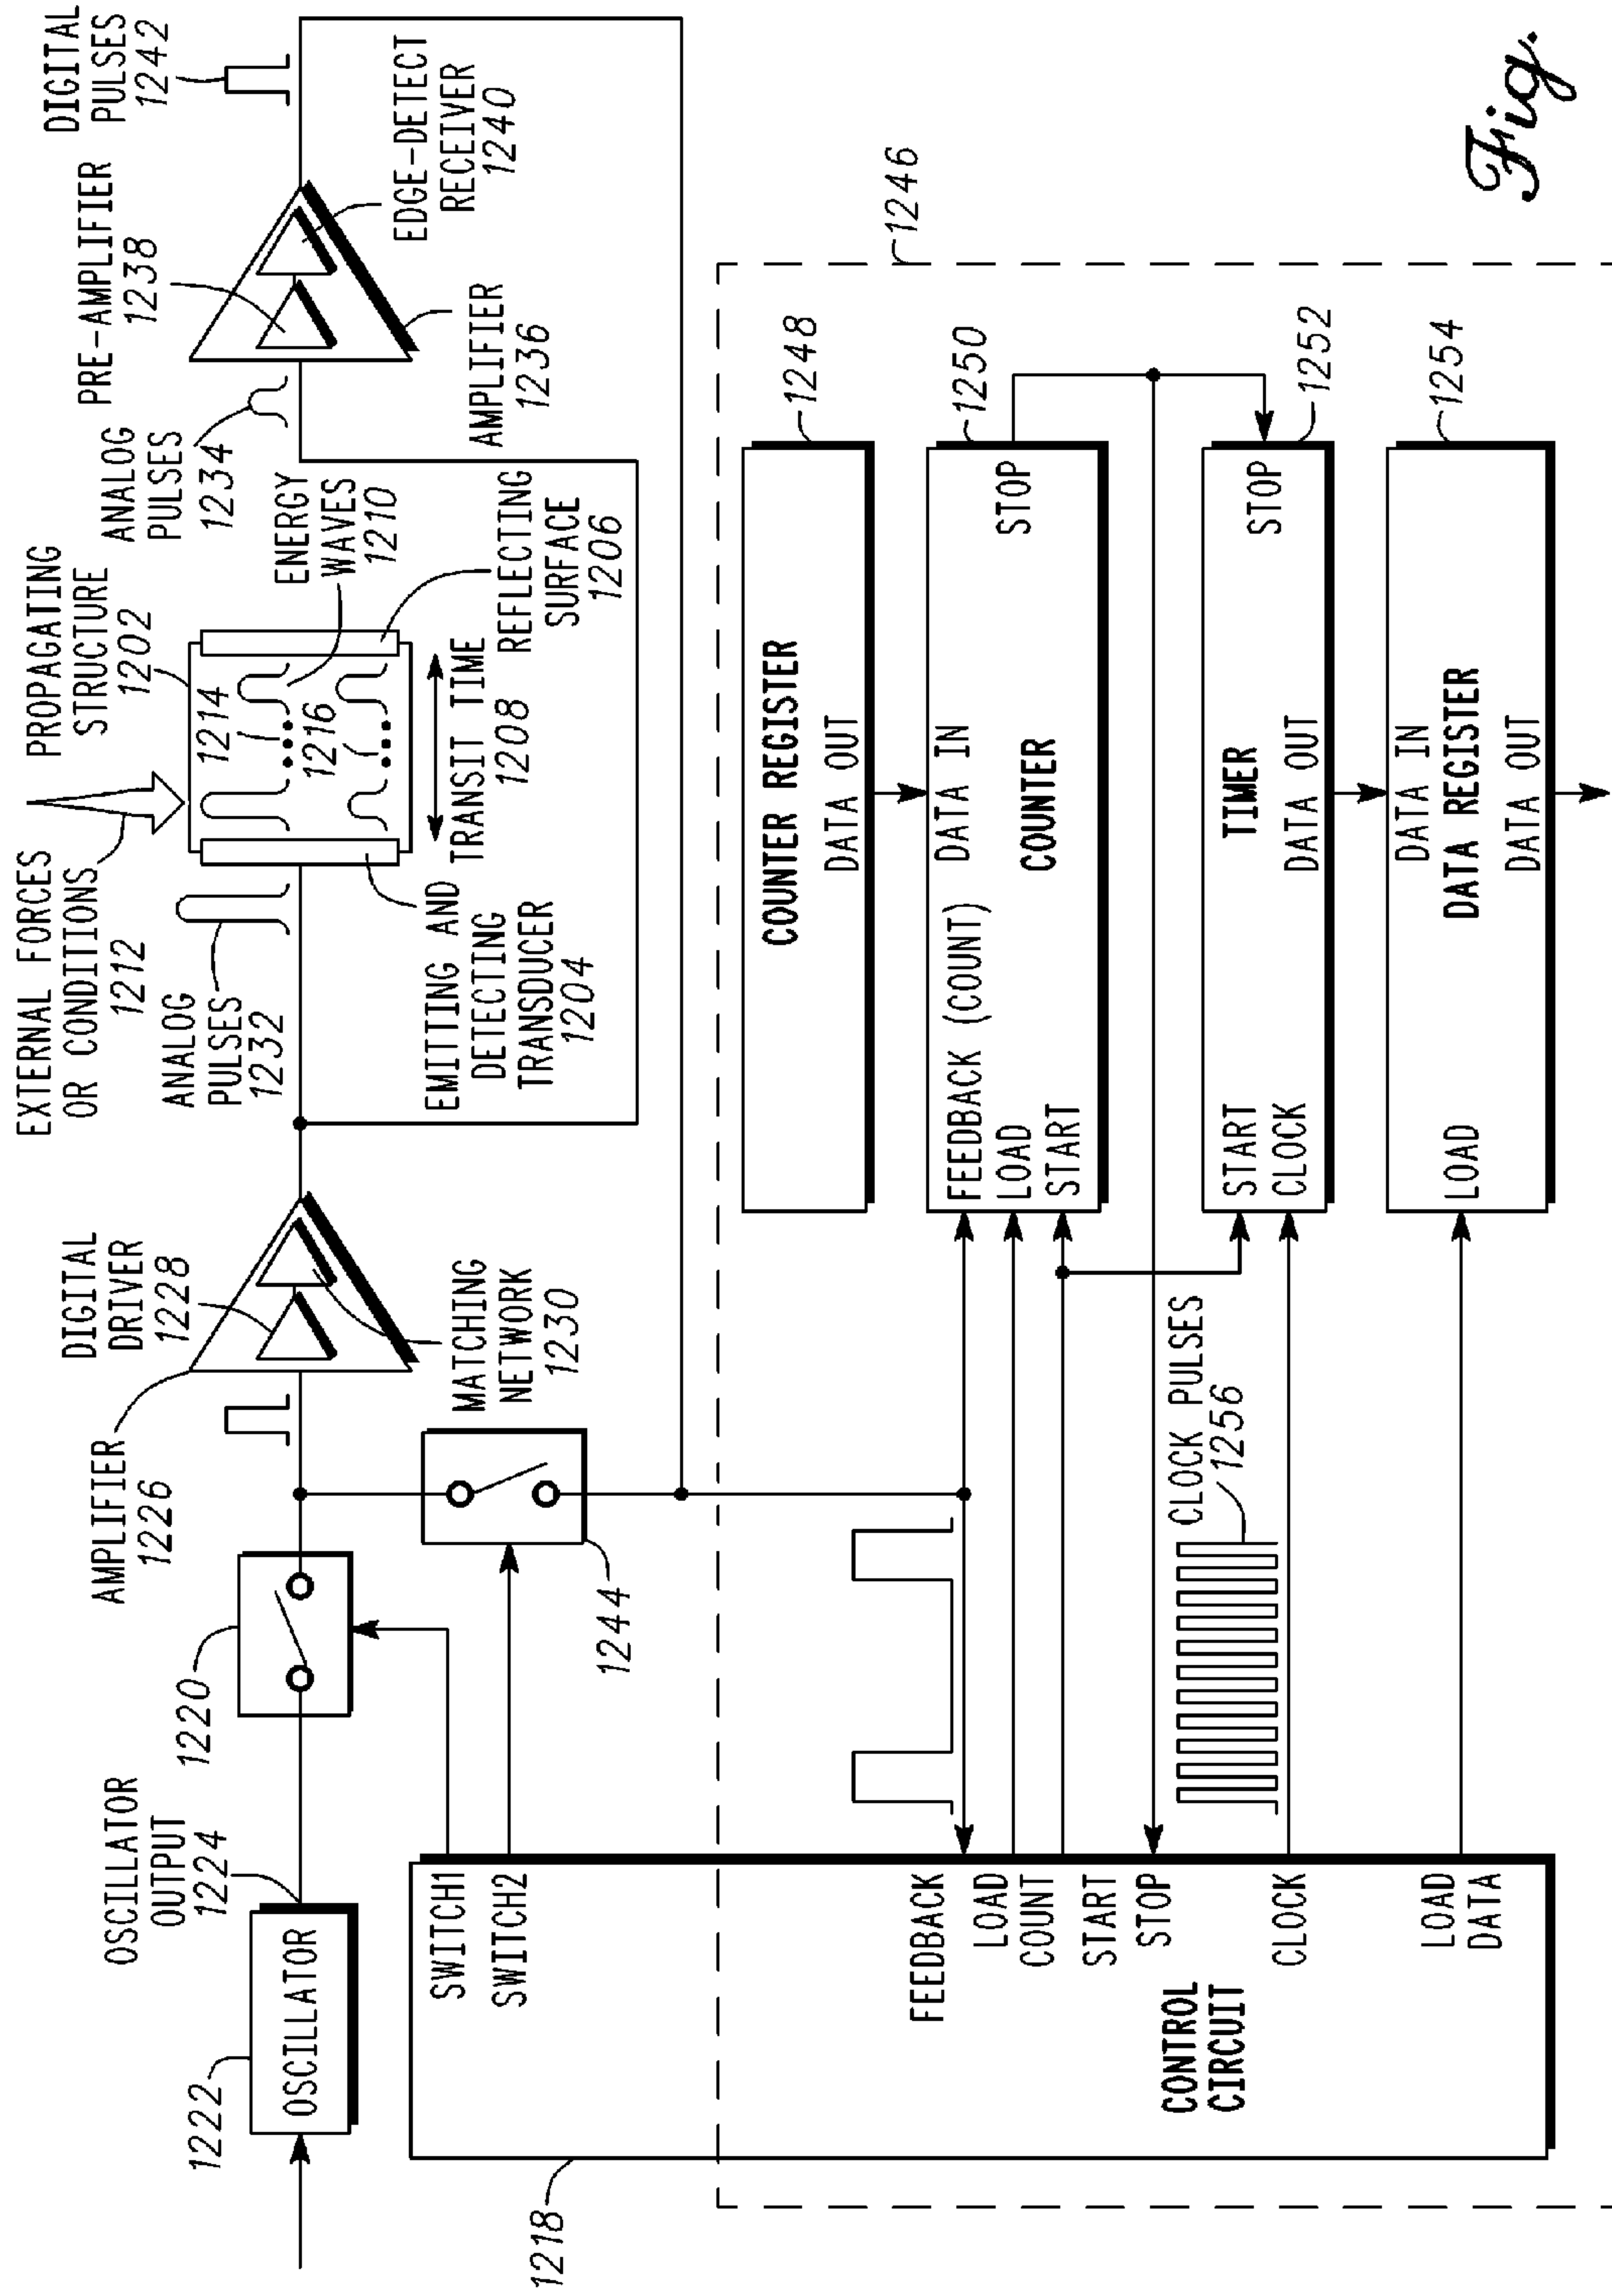 EXTERNAL FORCES
OR CONDITIONS
1212
PROPAGATING
STRUCTURE
1202
DIGITAL
PULSES
1242
PRE-AMPLIFIER
1238
ANALOG
PULSES
1234
ENERGY
WAVES
1210
1214
1216
ANALOG
PULSES
1232
DIGITAL
DRIVER
1228
AMPLIFIER
1226
OSCILLATOR
OUTPUT
1224
1220
1222
OSCILLATOR
EDGE-DETECT
RECEIVER
1240
AMPLIFIER
1236
REFLECTING
SURFACE
1206
TRANSIT TIME
1208
EMITTING AND
DETECTING
TRANSDUCER
1204
MATCHING
NETWORK
1230
1244
1218
SWITCH1
SWITCH2
FEEDBACK
LOAD
COUNT
START
STOP
CLOCK
LOAD
DATA
CONTROL
CIRCUIT
1246
COUNTER REGISTER
DATA OUT
1248
FEEDBACK (COUNT)
DATA IN
LOAD
START
COUNTER
STOP
1250
CLOCK PULSES
1256
START
CLOCK
TIMER
DATA OUT
STOP
1252
DATA IN
LOAD
DATA REGISTER
DATA OUT
1254
Fig.